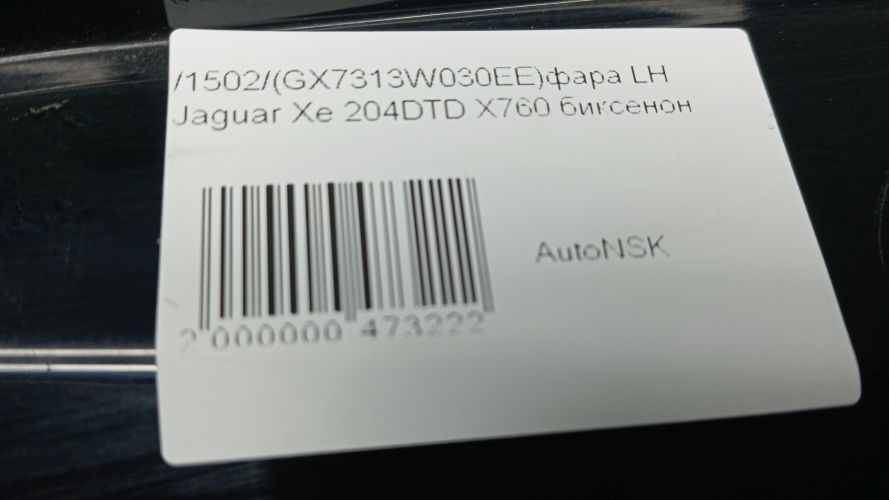 /1502/(GX7313W030EE)фара LH
Jaguar Xe 204DTD X760 биксенон
AutoNSK
2 000000 473222